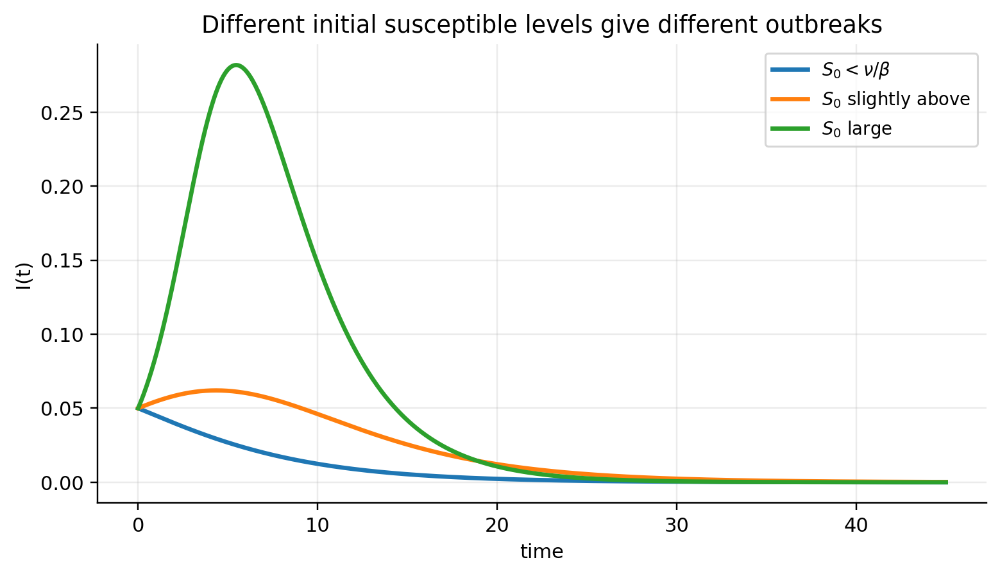 Different initial susceptible levels give different outbreaks
S₀ < ν/β
S₀ slightly above
S₀ large
I(t)
0.25
0.20
0.15
0.10
0.05
0.00
0 10 20 30 40
time